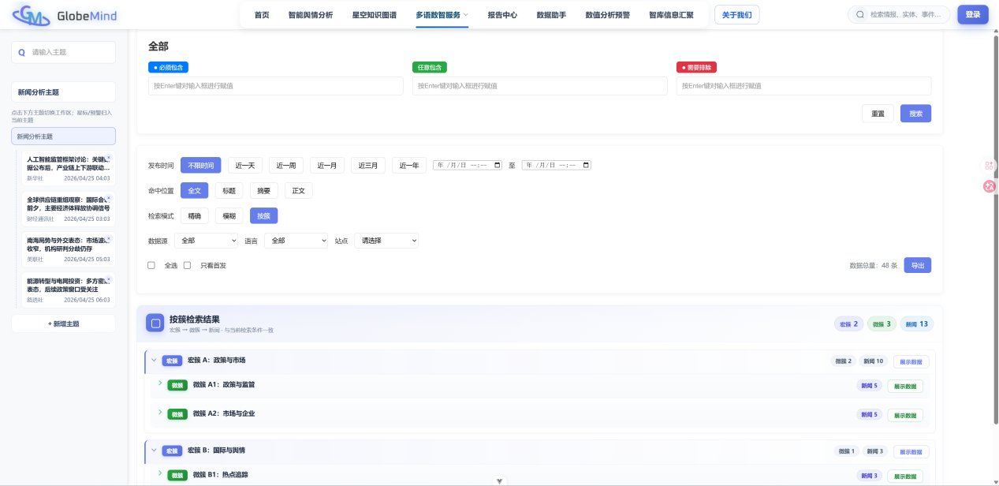 GlobeMind
首页 智能舆情分析 星空知识图谱 多语数智服务 报告中心 数据助手 数值分析预警 智库信息汇聚 关于我们
检索情报、实体、事件...
登录
请输入主题
新闻分析主题
点击下方主题切换工作区；星标/预警归入
当前主题
新闻分析主题
人工智能监管框架讨论：关键
据公布后，产业链上下游联动...
新华社 2026/04/25 04:03
全球供应链重组观察：国际会
前夕，主要经济体释放协调信号
财经通讯社 2026/04/25 03:03
南海局势与外交表态：市场波
收窄，机构研判分歧仍存
美联社 2026/04/25 05:03
能源转型与电网投资：多方密
表态，后续政策窗口受关注
路透社 2026/04/25 06:03
+ 新增主题
全部
● 必须包含 任意包含 ● 需要排除
按Enter键对输入框进行赋值 按Enter键对输入框进行赋值 按Enter键对输入框进行赋值
重置 搜索
发布时间 不限时间 近一天 近一周 近一月 近三月 近一年 年 /月/日 --:-- 至 年 /月/日 --:--
命中位置 全文 标题 摘要 正文
检索模式 精确 模糊 按簇
数据源 全部 语言 全部 站点 请选择
全选 只看首发 数据总量：48 条 导出
按簇检索结果
宏簇 → 微簇 → 新闻 · 与当前检索条件一致
宏簇 2 微簇 3 新闻 13
宏簇 宏簇 A：政策与市场 微簇 2 新闻 10 展示数据
微簇 微簇 A1：政策与监管 新闻 5 展示数据
微簇 微簇 A2：市场与企业 新闻 5 展示数据
宏簇 宏簇 B：国际与舆情 微簇 1 新闻 3 展示数据
微簇 微簇 B1：热点追踪 新闻 3 展示数据